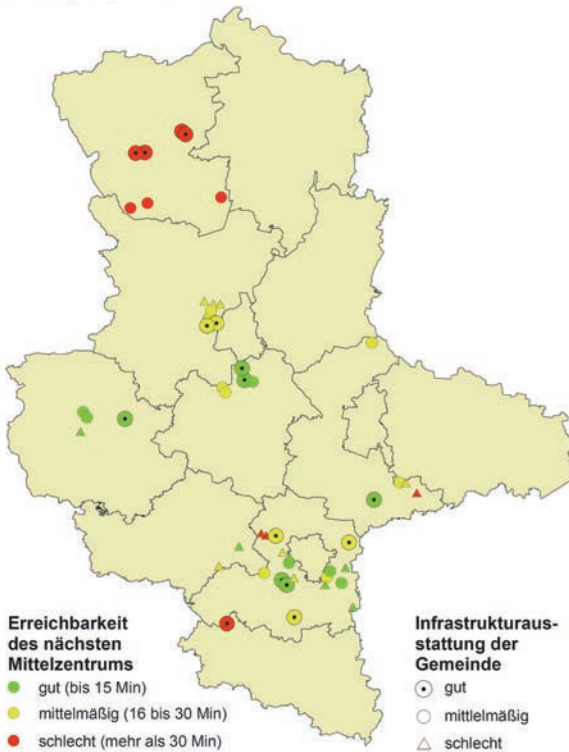 Erreichbarkeit
des nächsten
Mittelzentrums
gut (bis 15 Min)
mittelmäßig (16 bis 30 Min)
schlecht (mehr als 30 Min)
Infrastrukturaus-
stattung der
Gemeinde
gut
mittlelmäßig
schlecht